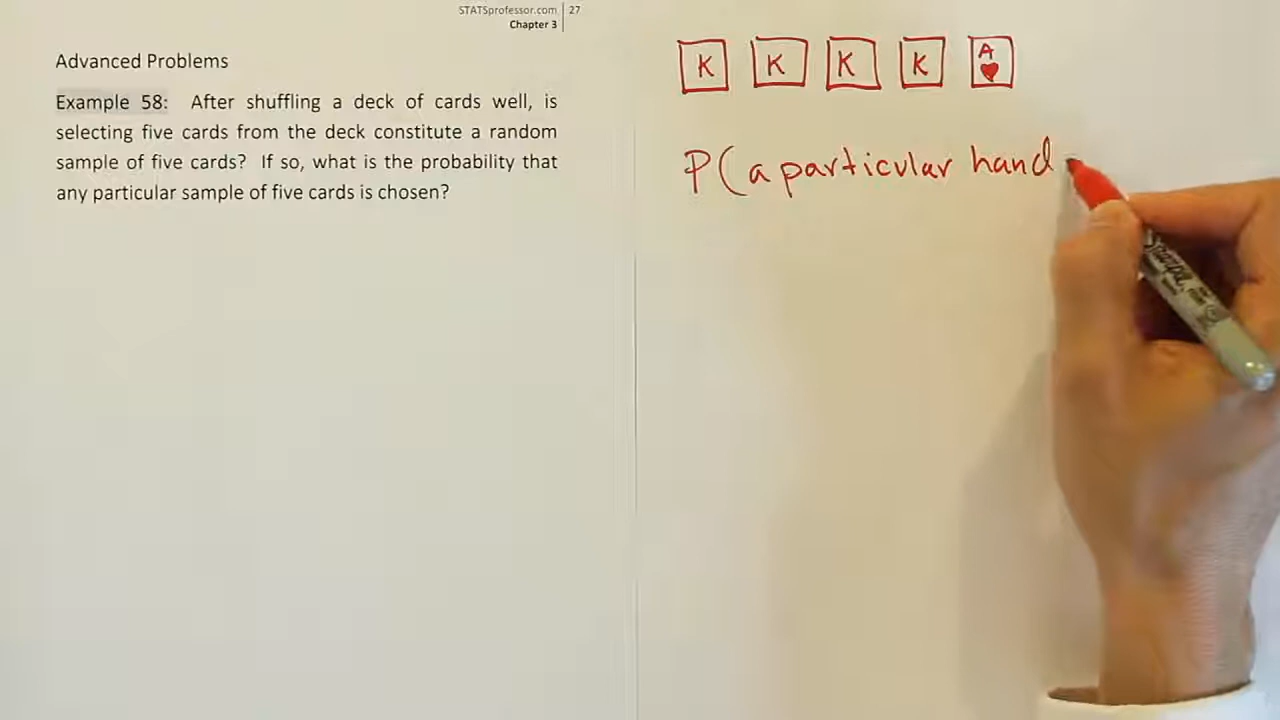 STATSprofessor.com 27
Chapter 3
Advanced Problems
Example 58: After shuffling a deck of cards well, is
selecting five cards from the deck constitute a random
sample of five cards? If so, what is the probability that
any particular sample of five cards is chosen?
K K K K A
P(a particular hand
Sharpie